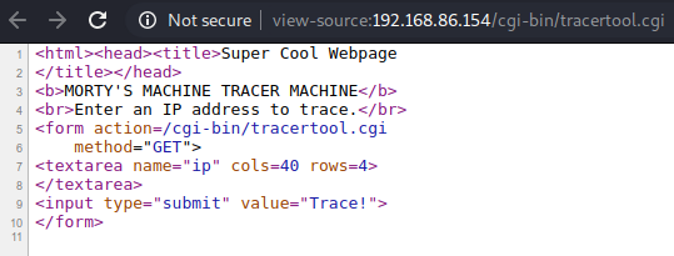 Not secure | view-source:192.168.86.154/cgi-bin/tracertool.cgi
1 <html><head><title>Super Cool Webpage
2 </title></head>
3 <b>MORTY'S MACHINE TRACER MACHINE</b>
4 <br>Enter an IP address to trace.</br>
5 <form action=/cgi-bin/tracertool.cgi
6     method="GET">
7 <textarea name="ip" cols=40 rows=4>
8 </textarea>
9 <input type="submit" value="Trace!">
10 </form>
11